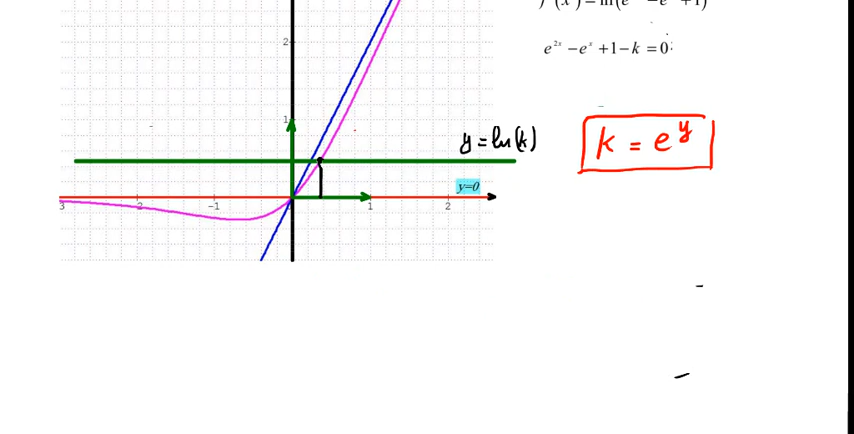 e^{2x} - e^x + 1 - k = 0
y = ln(k)
k = e^y
2
1
y=0
3
2
-1
1
2